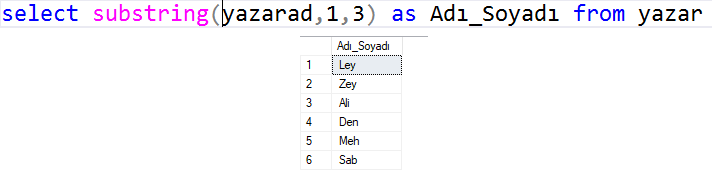 select substring(yazarad,1,3) as Adı_Soyadı from yazar
Adı_Soyadı
1 Ley
2 Zey
3 Ali
4 Den
5 Meh
6 Sab